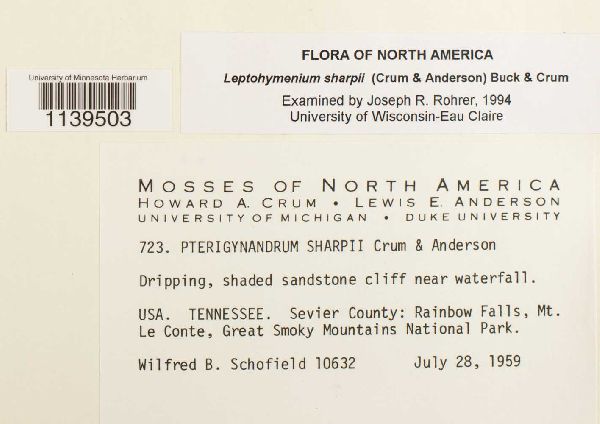 FLORA OF NORTH AMERICA
Leptohymenium sharpii (Crum & Anderson) Buck & Crum
Examined by Joseph R. Rohrer, 1994
University of Wisconsin-Eau Claire
University of Minnesota Herbarium
1139503
MOSSES OF NORTH AMERICA
HOWARD A. CRUM • LEWIS E. ANDERSON
UNIVERSITY OF MICHIGAN • DUKE UNIVERSITY
723. PTERIGYNANDRUM SHARPII Crum & Anderson
Dripping, shaded sandstone cliff near waterfall.
USA. TENNESSEE. Sevier County: Rainbow Falls, Mt.
Le Conte, Great Smoky Mountains National Park.
Wilfred B. Schofield 10632 July 28, 1959